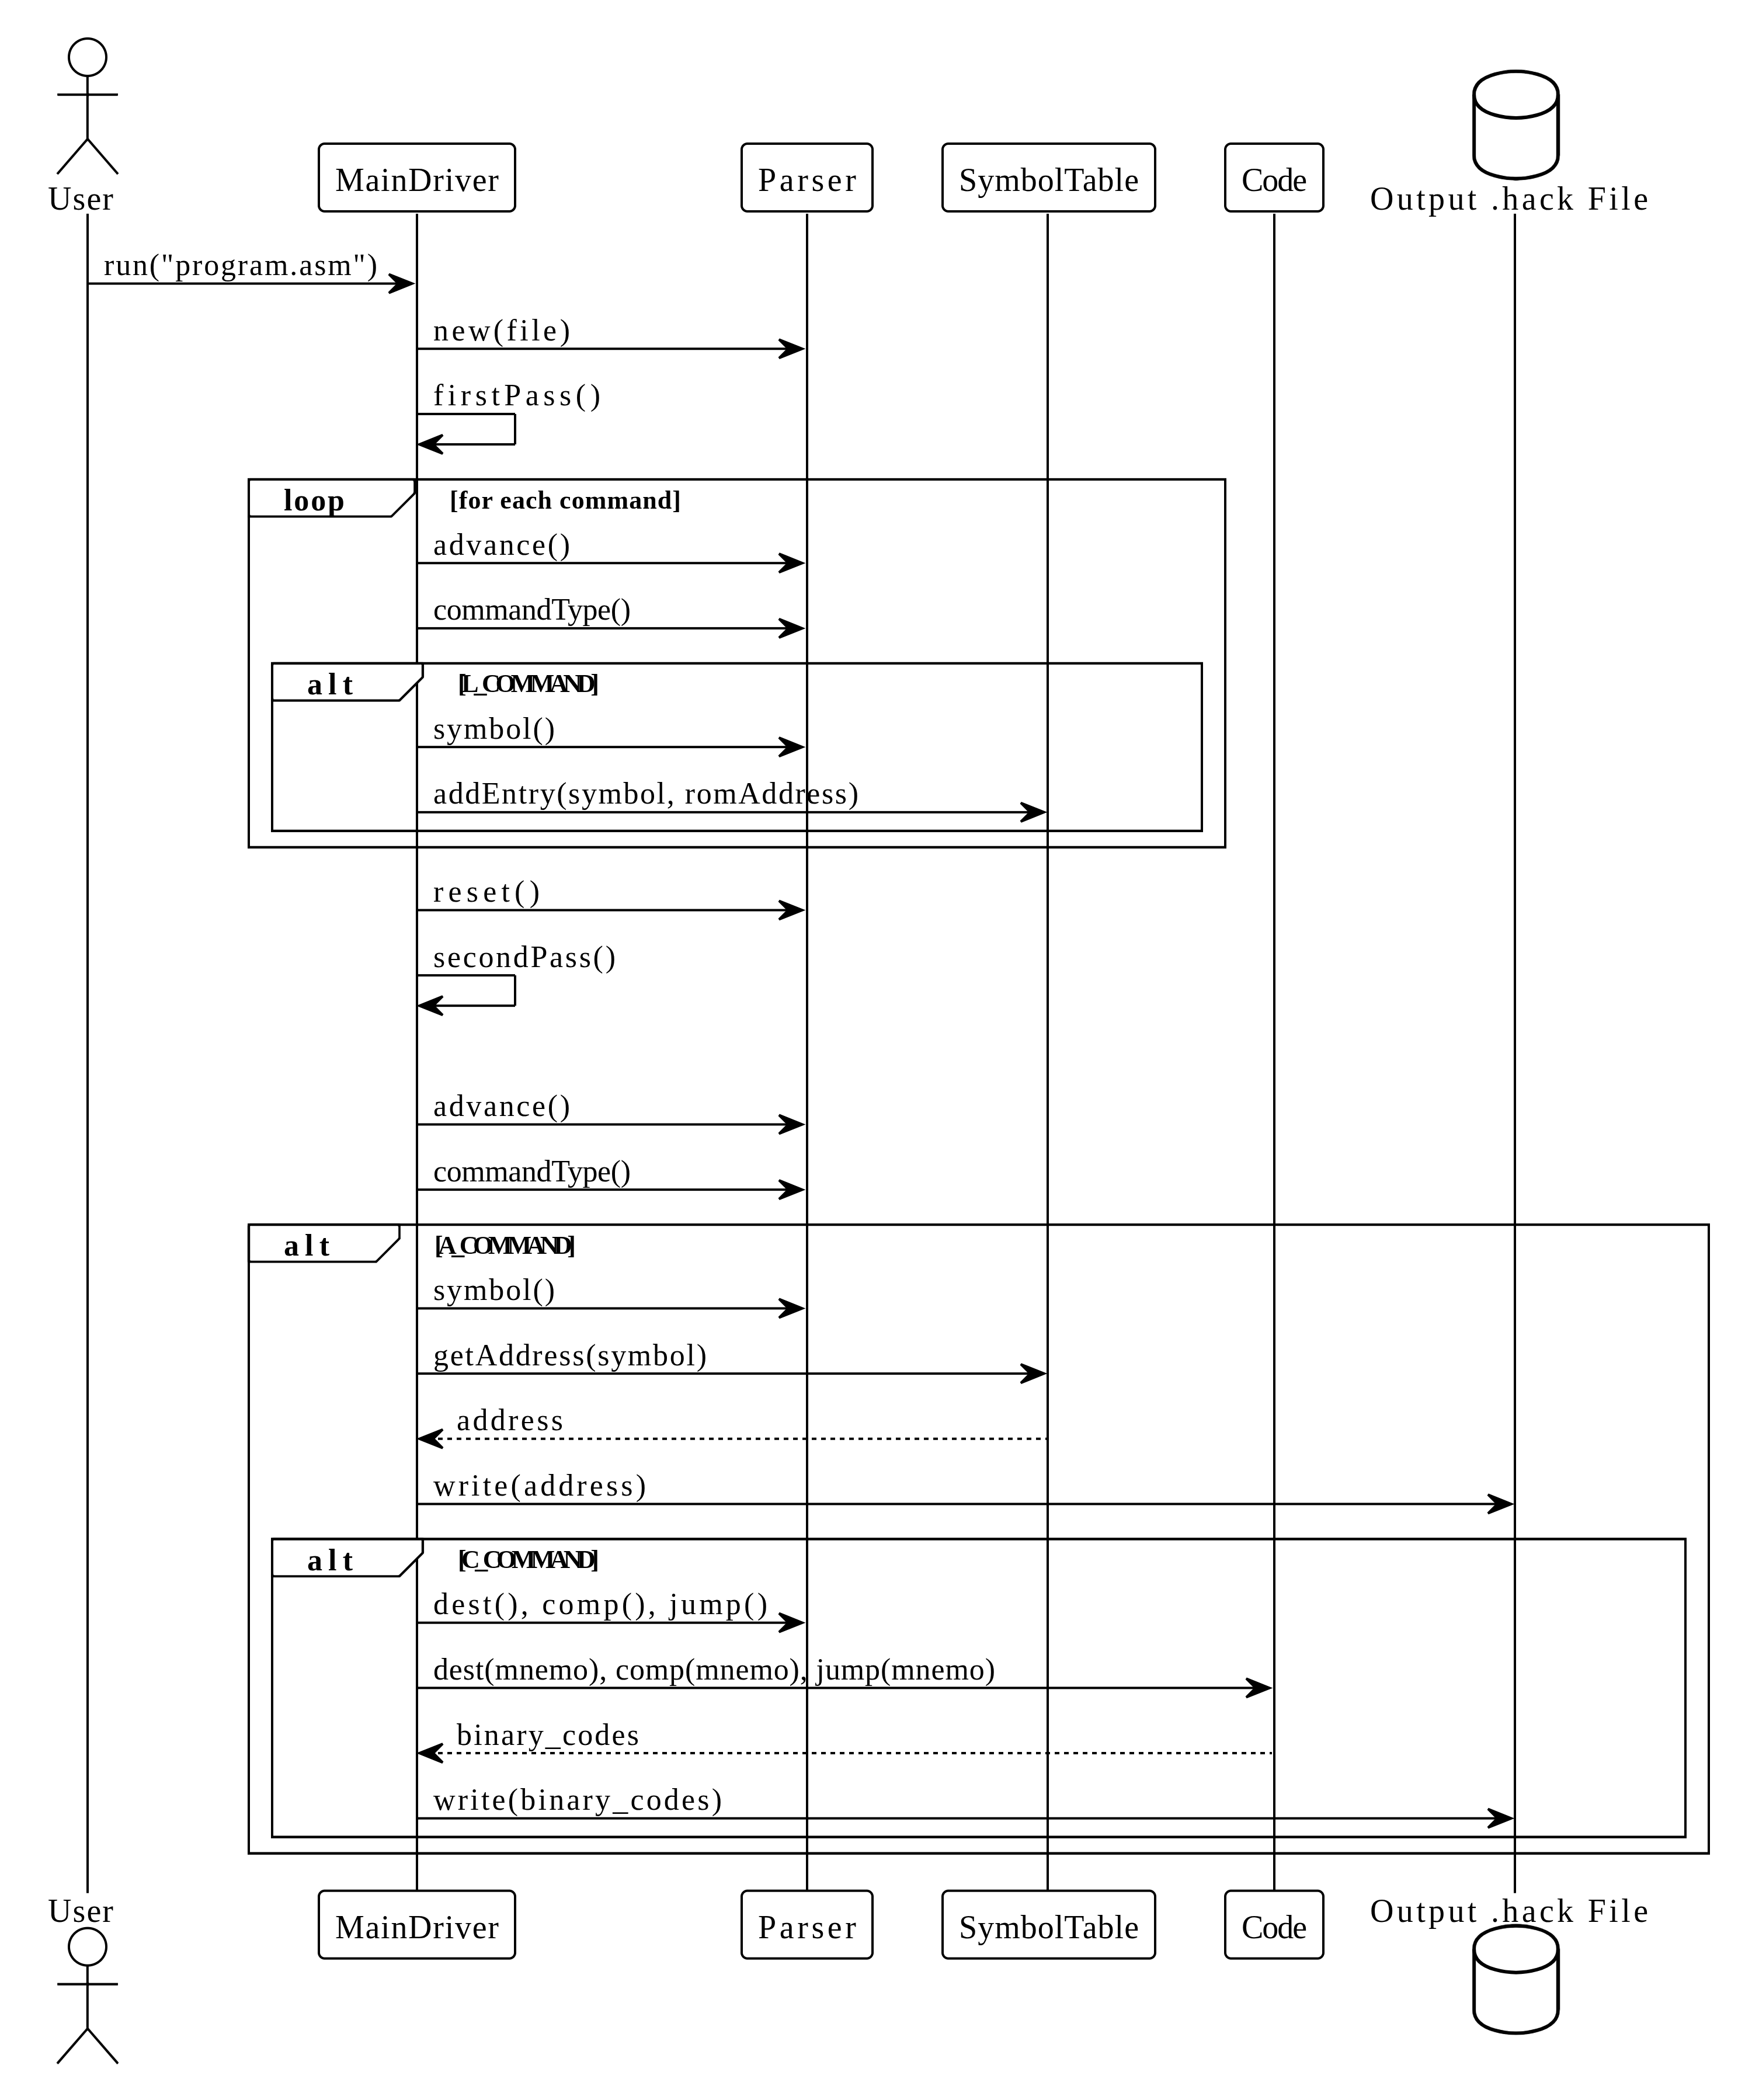 User
MainDriver
Parser
SymbolTable
Code
Output .hack File
run("program.asm")
new(file)
firstPass()
loop
[for each command]
advance()
commandType()
alt
[L_COMMAND]
symbol()
addEntry(symbol, romAddress)
reset()
secondPass()
advance()
commandType()
alt
[A_COMMAND]
symbol()
getAddress(symbol)
address
write(address)
alt
[C_COMMAND]
dest(), comp(), jump()
dest(mnemo), comp(mnemo), jump(mnemo)
binary_codes
write(binary_codes)
User
MainDriver
Parser
SymbolTable
Code
Output .hack File